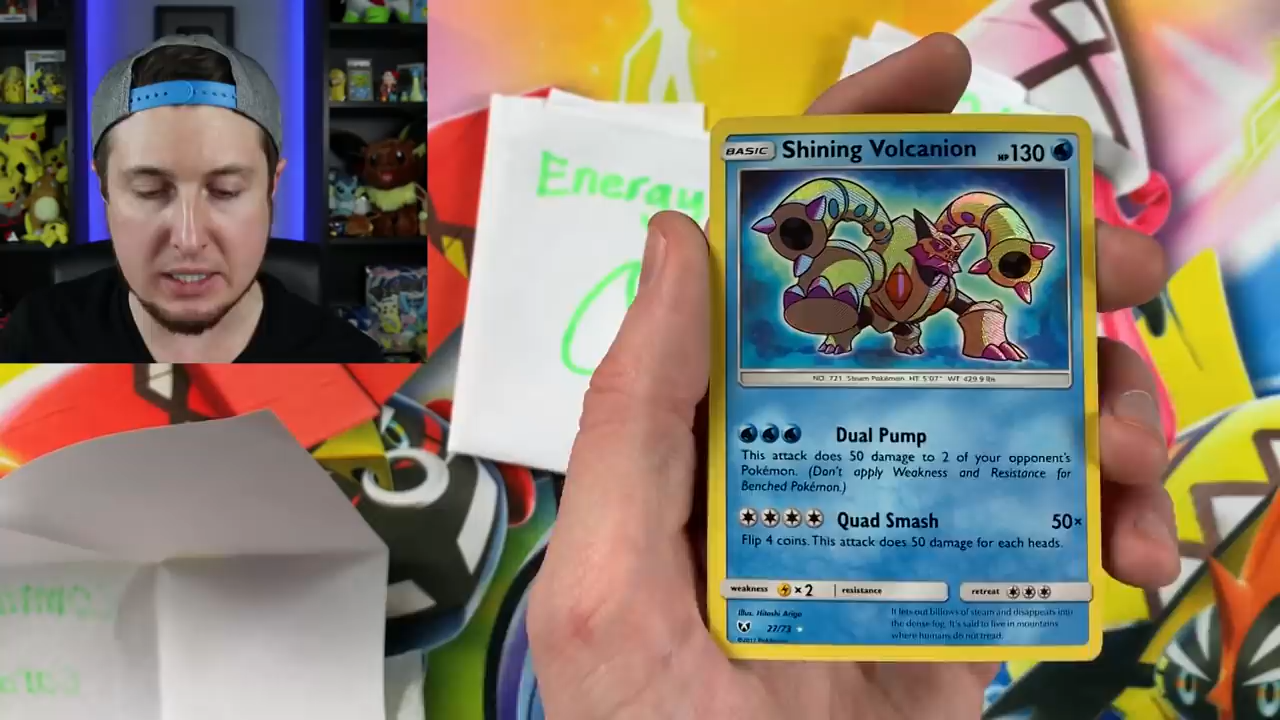 Energy
BASIC Shining Volcanion HP 130
NO. 721 Steam Pokémon HT 5'07" WT 429.9 lbs
Dual Pump
This attack does 50 damage to 2 of your opponent's
Pokémon. (Don't apply Weakness and Resistance for
Benched Pokémon.)
Quad Smash 50×
Flip 4 coins. This attack does 50 damage for each heads.
weakness ×2 resistance retreat
Illus. Hitoshi Ariga
27/73
©2017 Pokémon
It lets out billows of steam and disappears into
the dense fog. It's said to live in mountains
where humans do not tread.